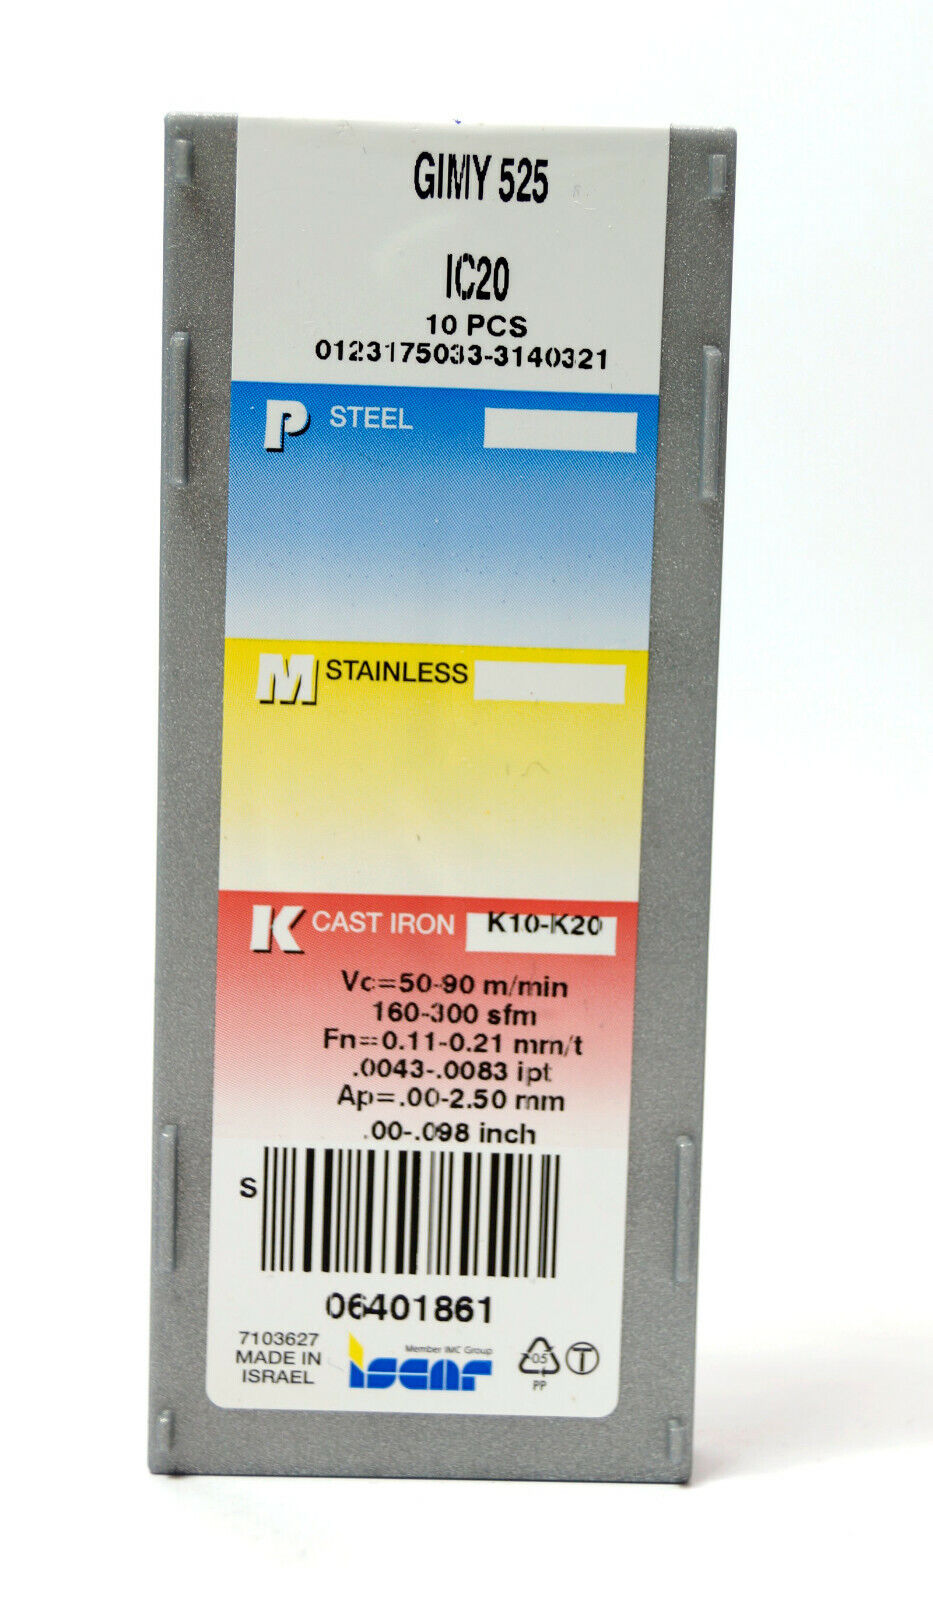 GIMY 525
IC20
10 PCS
0123175033-3140321
P STEEL
M STAINLESS
K CAST IRON K10-K20
Vc=50-90 m/min
160-300 sfm
Fn=0.11-0.21 mm/t
.0043-.0083 ipt
Ap=.00-2.50 mm
.00-.098 inch
S
06401861
7103627
MADE IN
ISRAEL
Member IMC Group
ISCAR
05
PP
T